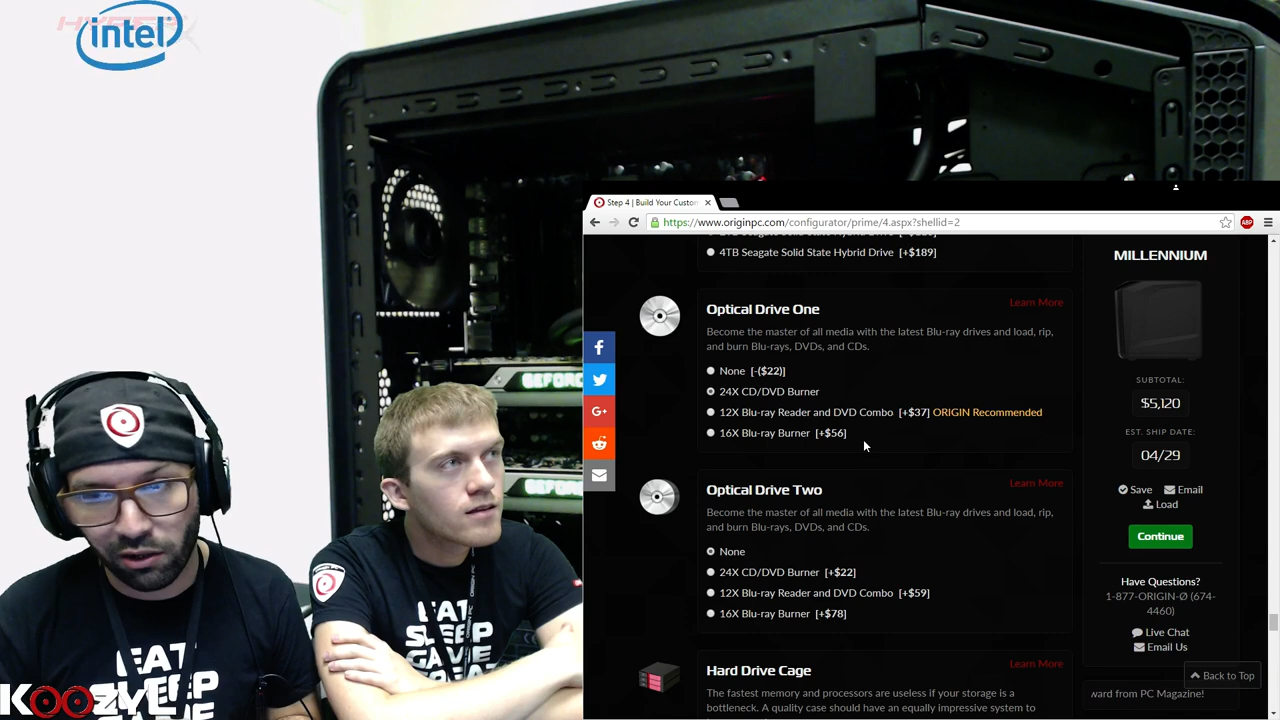 HYPERX
intel
GEFORCE
GEFORCE
EAT
SLEEP
GAME
EAT
SLEEP
KOOZYL
Step 4 | Build Your Custom
https://www.originpc.com/configurator/prime/4.aspx?shellid=2
ABP
4TB Seagate Solid State Hybrid Drive [+$189]
Optical Drive One
Learn More
Become the master of all media with the latest Blu-ray drives and load, rip,
and burn Blu-rays, DVDs, and CDs.
None [-($22)]
24X CD/DVD Burner
12X Blu-ray Reader and DVD Combo [+$37] ORIGIN Recommended
16X Blu-ray Burner [+$56]
Optical Drive Two
Learn More
Become the master of all media with the latest Blu-ray drives and load, rip,
and burn Blu-rays, DVDs, and CDs.
None
24X CD/DVD Burner [+$22]
12X Blu-ray Reader and DVD Combo [+$59]
16X Blu-ray Burner [+$78]
Hard Drive Cage
Learn More
The fastest memory and processors are useless if your storage is a
bottleneck. A quality case should have an equally impressive system to
MILLENNIUM
SUBTOTAL:
$5,120
EST. SHIP DATE:
04/29
Save Email
Load
Continue
Have Questions?
1-877-ORIGIN-Ø (674-
4460)
Live Chat
Email Us
Back to Top
ward from PC Magazine!